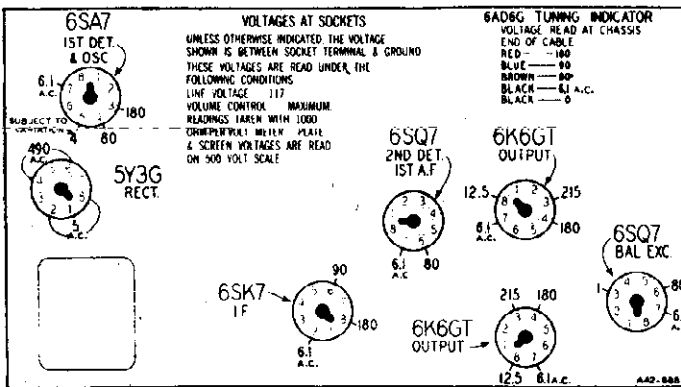 6SA7
1ST DET.
& OSC
6.1
A.C.
180
SUBJECT TO
VARIATION
4
80
VOLTAGES AT SOCKETS
UNLESS OTHERWISE INDICATED, THE VOLTAGE
SHOWN IS BETWEEN SOCKET TERMINAL & GROUND
THESE VOLTAGES ARE READ UNDER THE
FOLLOWING CONDITIONS
LINE VOLTAGE 117
VOLUME CONTROL MAXIMUM
READINGS TAKEN WITH 1000
OHM PER VOLT METER PLATE
& SCREEN VOLTAGES ARE READ
ON 500 VOLT SCALE
6AD6G TUNING INDICATOR
VOLTAGE READ AT CHASSIS
END OF CABLE
RED 180
BLUE 90
BROWN 80
BLACK 6.1 A.C.
BLACK 0
490
A.C.
5Y3G
RECT.
5
A.C.
6SQ7
2ND DET.
1ST A.F
6.1
A.C.
80
6K6GT
OUTPUT
12.5
215
6.1
A.C.
180
6SQ7
BAL EXC.
1
6SK7
I.F.
90
180
6.1
A.C.
215
180
6K6GT
OUTPUT
12.5
6.1 A.C.